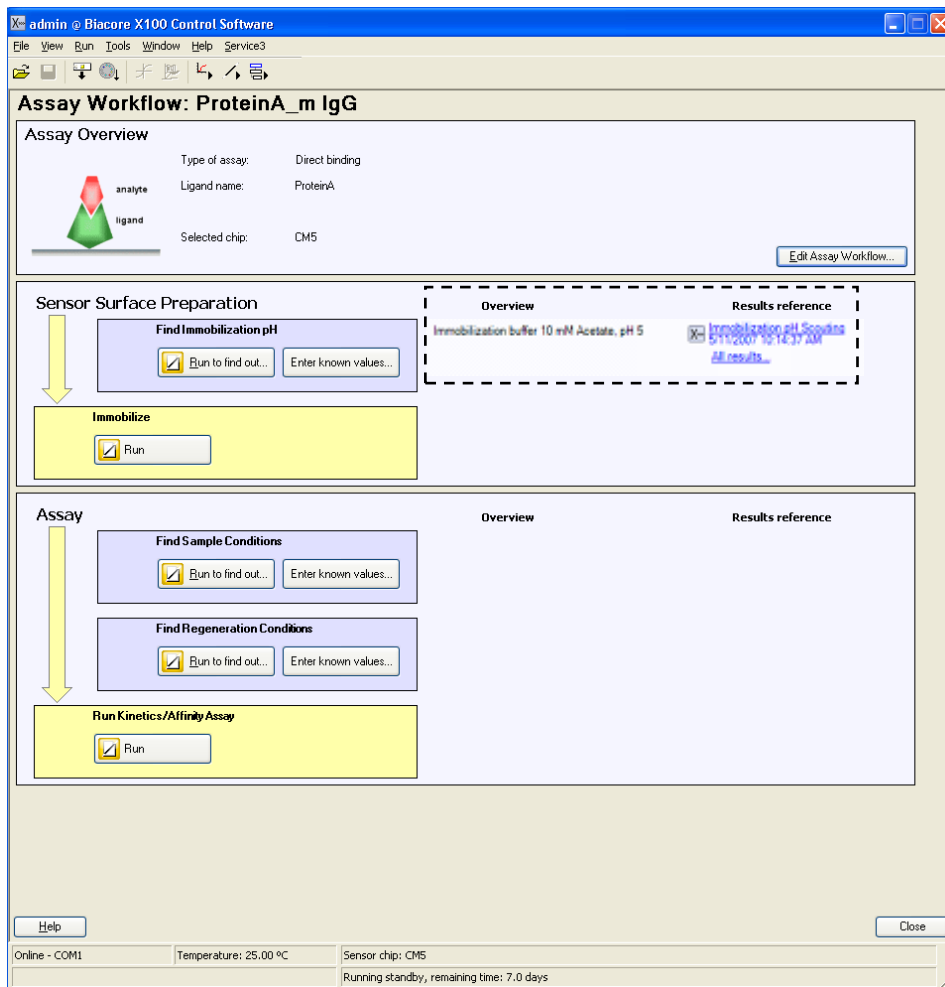 admin @ Biacore X100 Control Software
File View Run Tools Window Help Service3
Assay Workflow: ProteinA_m IgG
Assay Overview
analyte
ligand
Type of assay: Direct binding
Ligand name: ProteinA
Selected chip: CM5
Edit Assay Workflow...
Sensor Surface Preparation
Overview Results reference
Find Immobilization pH
Run to find out... Enter known values...
Immobilization buffer 10 mM Acetate, pH 5
Immobilization pH Scouting
5/11/2007 10:14:37 AM
All results...
Immobilize
Run
Assay
Overview Results reference
Find Sample Conditions
Run to find out... Enter known values...
Find Regeneration Conditions
Run to find out... Enter known values...
Run Kinetics/Affinity Assay
Run
Help Close
Online - COM1 Temperature: 25.00 ºC Sensor chip: CM5
Running standby, remaining time: 7.0 days